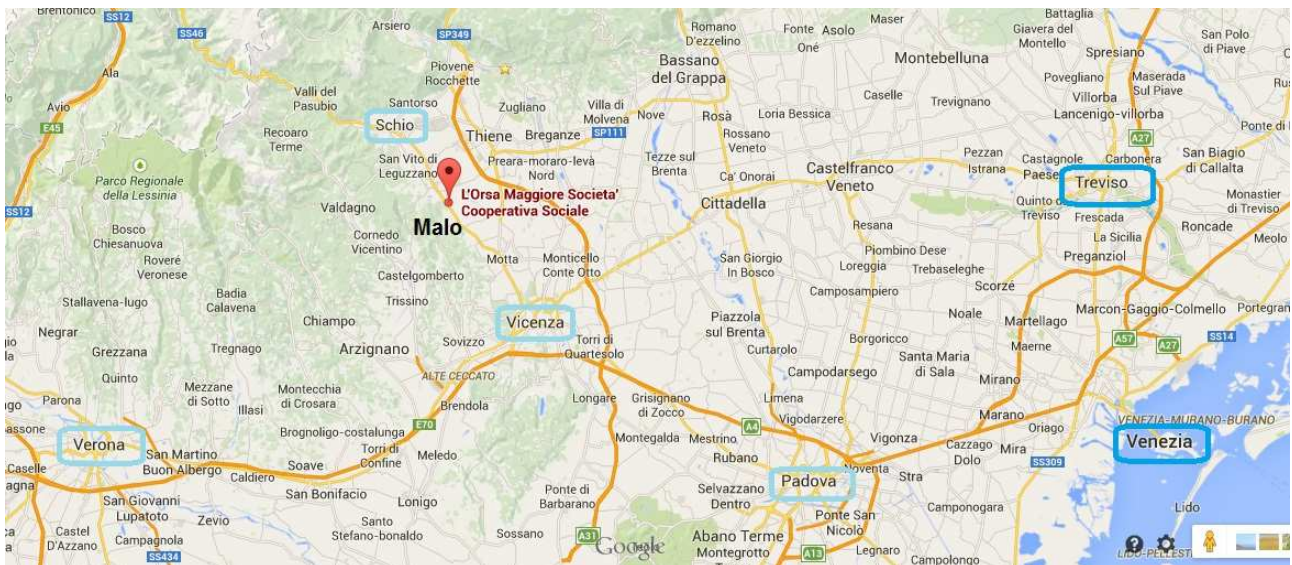 Brentonico
SS12
SS46
Arsiero
SP349
Romano
D'ezzelino
Fonte
Asolo
Onè
Maser
Battaglia
Giavera del
Montello
Spresiano
San Polo
di Piave
Ala
Piovene
Rocchette
Bassano
del Grappa
Montebelluna
Povegliano
Maserada
Sul Piave
Avio
Valli del
Pasubio
Santorso
Zugliano
Villa di
Molvena
Nove
Rosà
Loria Bessica
Caselle
Trevignano
Villorba
Lancenigo-villorba
E45
Recoaro
Terme
Schio
Thiene
Breganze
SP111
Rossano
Veneto
A27
Ponte di
San Vito di
Leguzzano
Preara-moraro-levà
Nord
Tezze sul
Brenta
Ca' Onorai
Castelfranco
Veneto
Pezzan
Istrana
Castagnole
Paese
Carbonera
San Biagio
di Callalta
Parco Regionale
della Lessinia
L'Orsa Maggiore Societa'
Cooperativa Sociale
Treviso
Monastier
di Treviso
SS12
Valdagno
Malo
Cittadella
Quinto di
Treviso
Frescada
Roncade
Bosco
Chiesanuova
Cornedo
Vicentino
Resana
La Sicilia
Meolo
Roverè
Veronese
Castelgomberto
Motta
Monticello
Conte Otto
San Giorgio
In Bosco
Piombino Dese
Loreggia
Trebaseleghe
Preganziol
Stallavena-lugo
Badia
Calavena
Trissino
Camposampiero
Scorzé
Negrar
Chiampo
Vicenza
Piazzola
sul Brenta
Noale
Martellago
Marcon-Gaggio-Colmello
Portegran
Grezzana
Tregnago
Arzignano
Sovizzo
Torri di
Quartesolo
Curtarolo
Borgoricco
Santa Maria
di Sala
Maerne
A57
A27
SS14
Quinto
Mezzane
di Sotto
Montecchia
di Crosara
ALTE CECCATO
Campodarsego
Mirano
Parona
Illasi
Brendola
Longare
Grisignano
di Zocco
Limena
Vigodarzere
Marano
VENEZIA-MURANO-BURANO
Verona
Brognoligo-costalunga
E70
A4
Oriago
San Martino
Buon Albergo
Soave
Torri di
Confine
Meledo
Montegalda
Mestrino
Rubano
Vigonza
Cazzago
Dolo
Mira
Venezia
Caselle
Caldiero
Noventa
Stra
SS309
San Bonifacio
Lonigo
Ponte di
Barbarano
Selvazzano
Dentro
Padova
San Giovanni
Lupatoto
Zevio
Camponogara
Lido
Castel
D'Azzano
Campagnola
Santo
Stefano-bonaldo
Sossano
A31
Google
Abano Terme
Montegrotto
Ponte San
Nicolò
SS434
A13
Legnaro
Campolongo